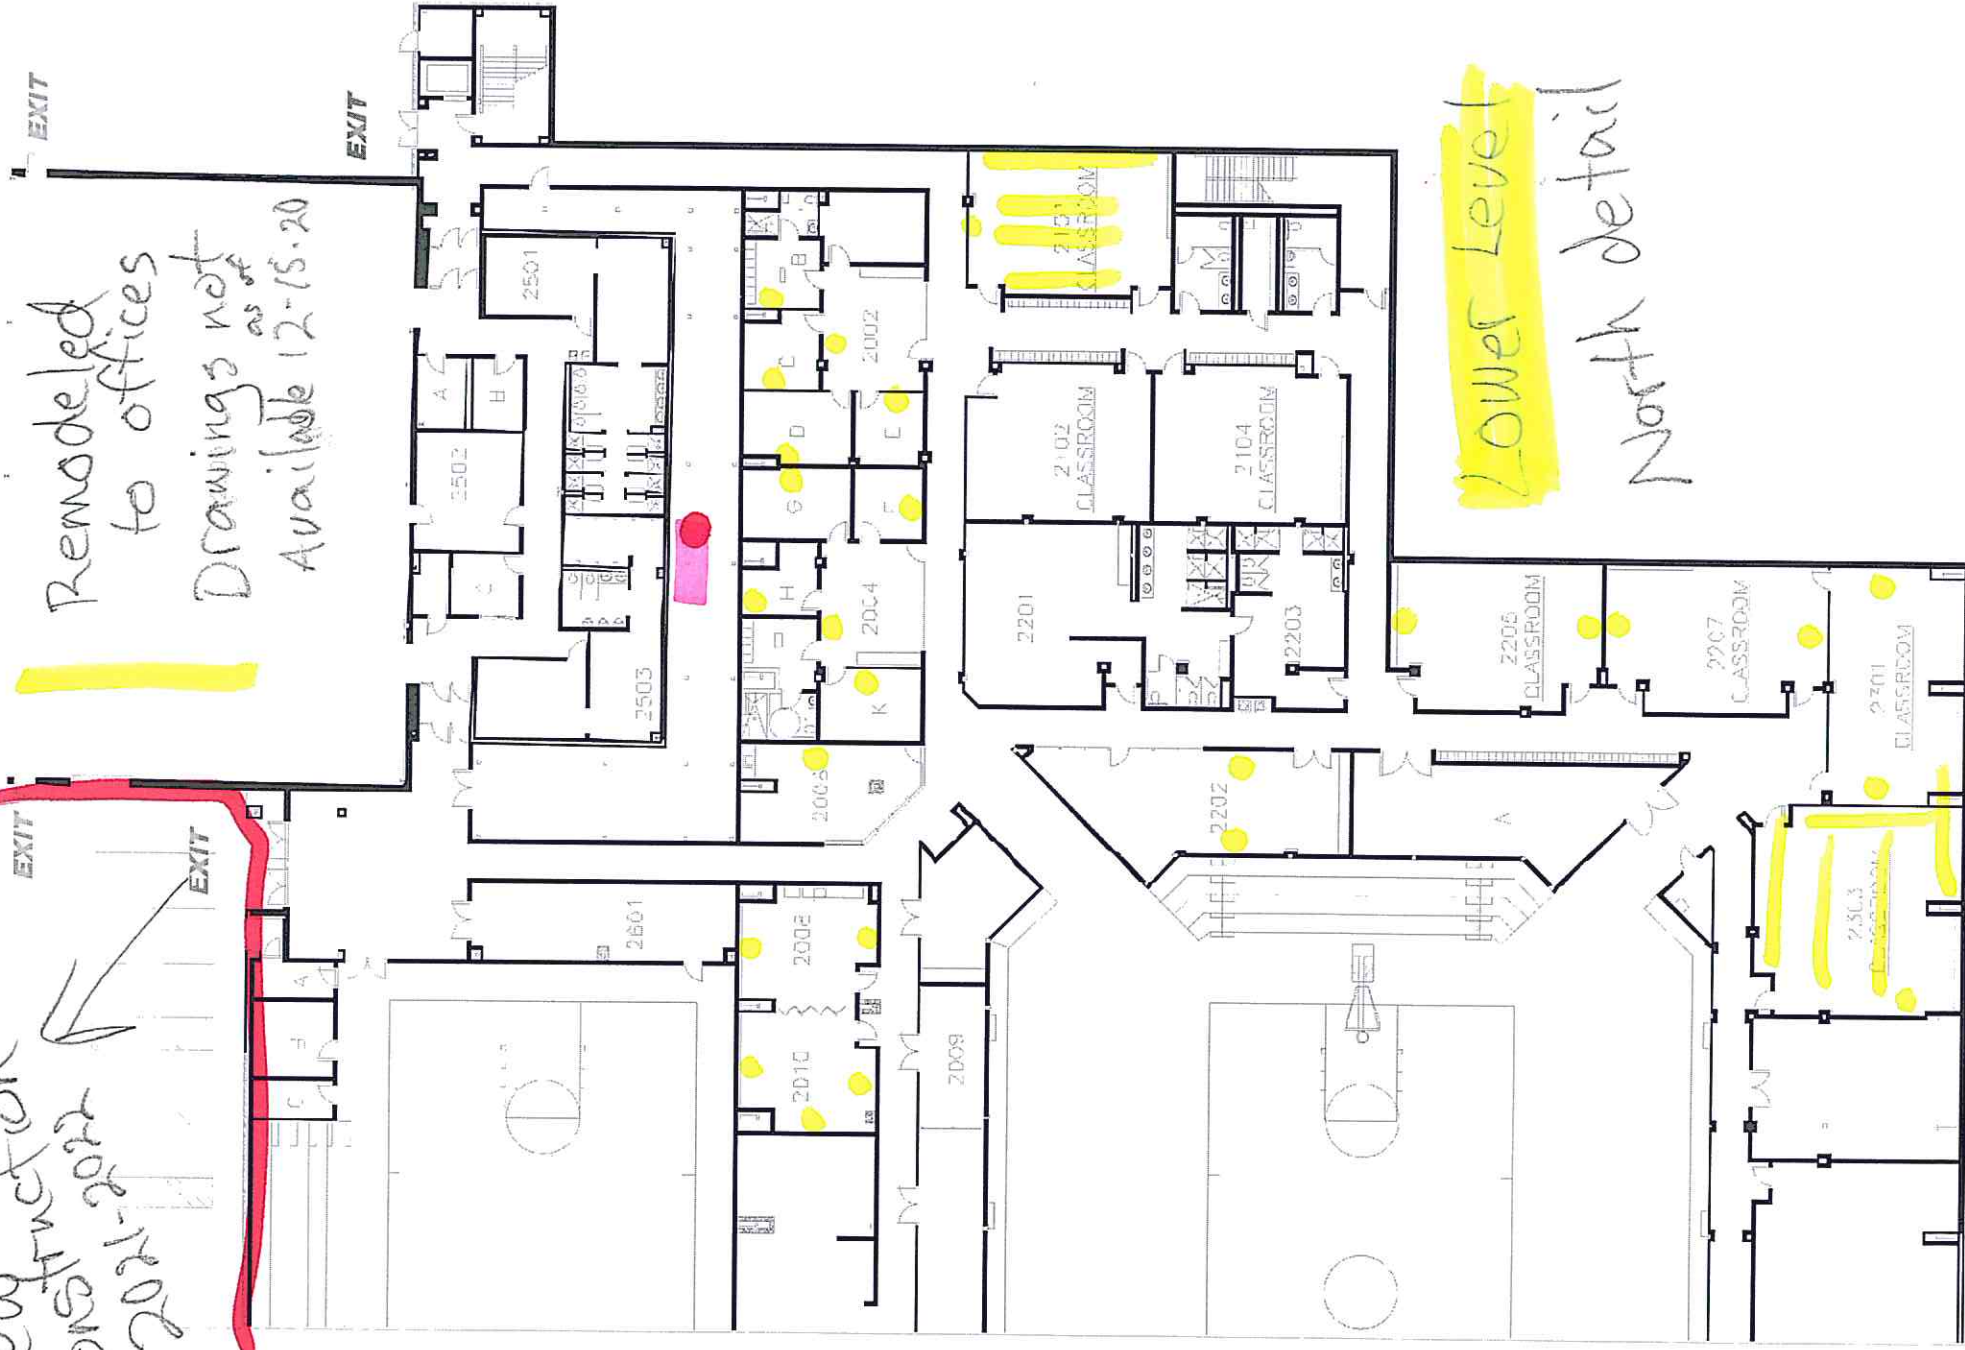 EXIT
EXIT
Remodeled
to offices
Drawings not
as of
Available 12-15-20
EXIT
EXIT
2021-2022
Lower Level
North detail
2501
A
B
2502
C
2503
B
C
2002
D
E
G
F
H
2004
K
2101
CLASSROOM
2102
CLASSROOM
2104
CLASSROOM
2201
2203
2205
CLASSROOM
2207
CLASSROOM
2301
CLASSROOM
2202
A
2303
CLASSROOM
2601
2008
2010
2009
A
C